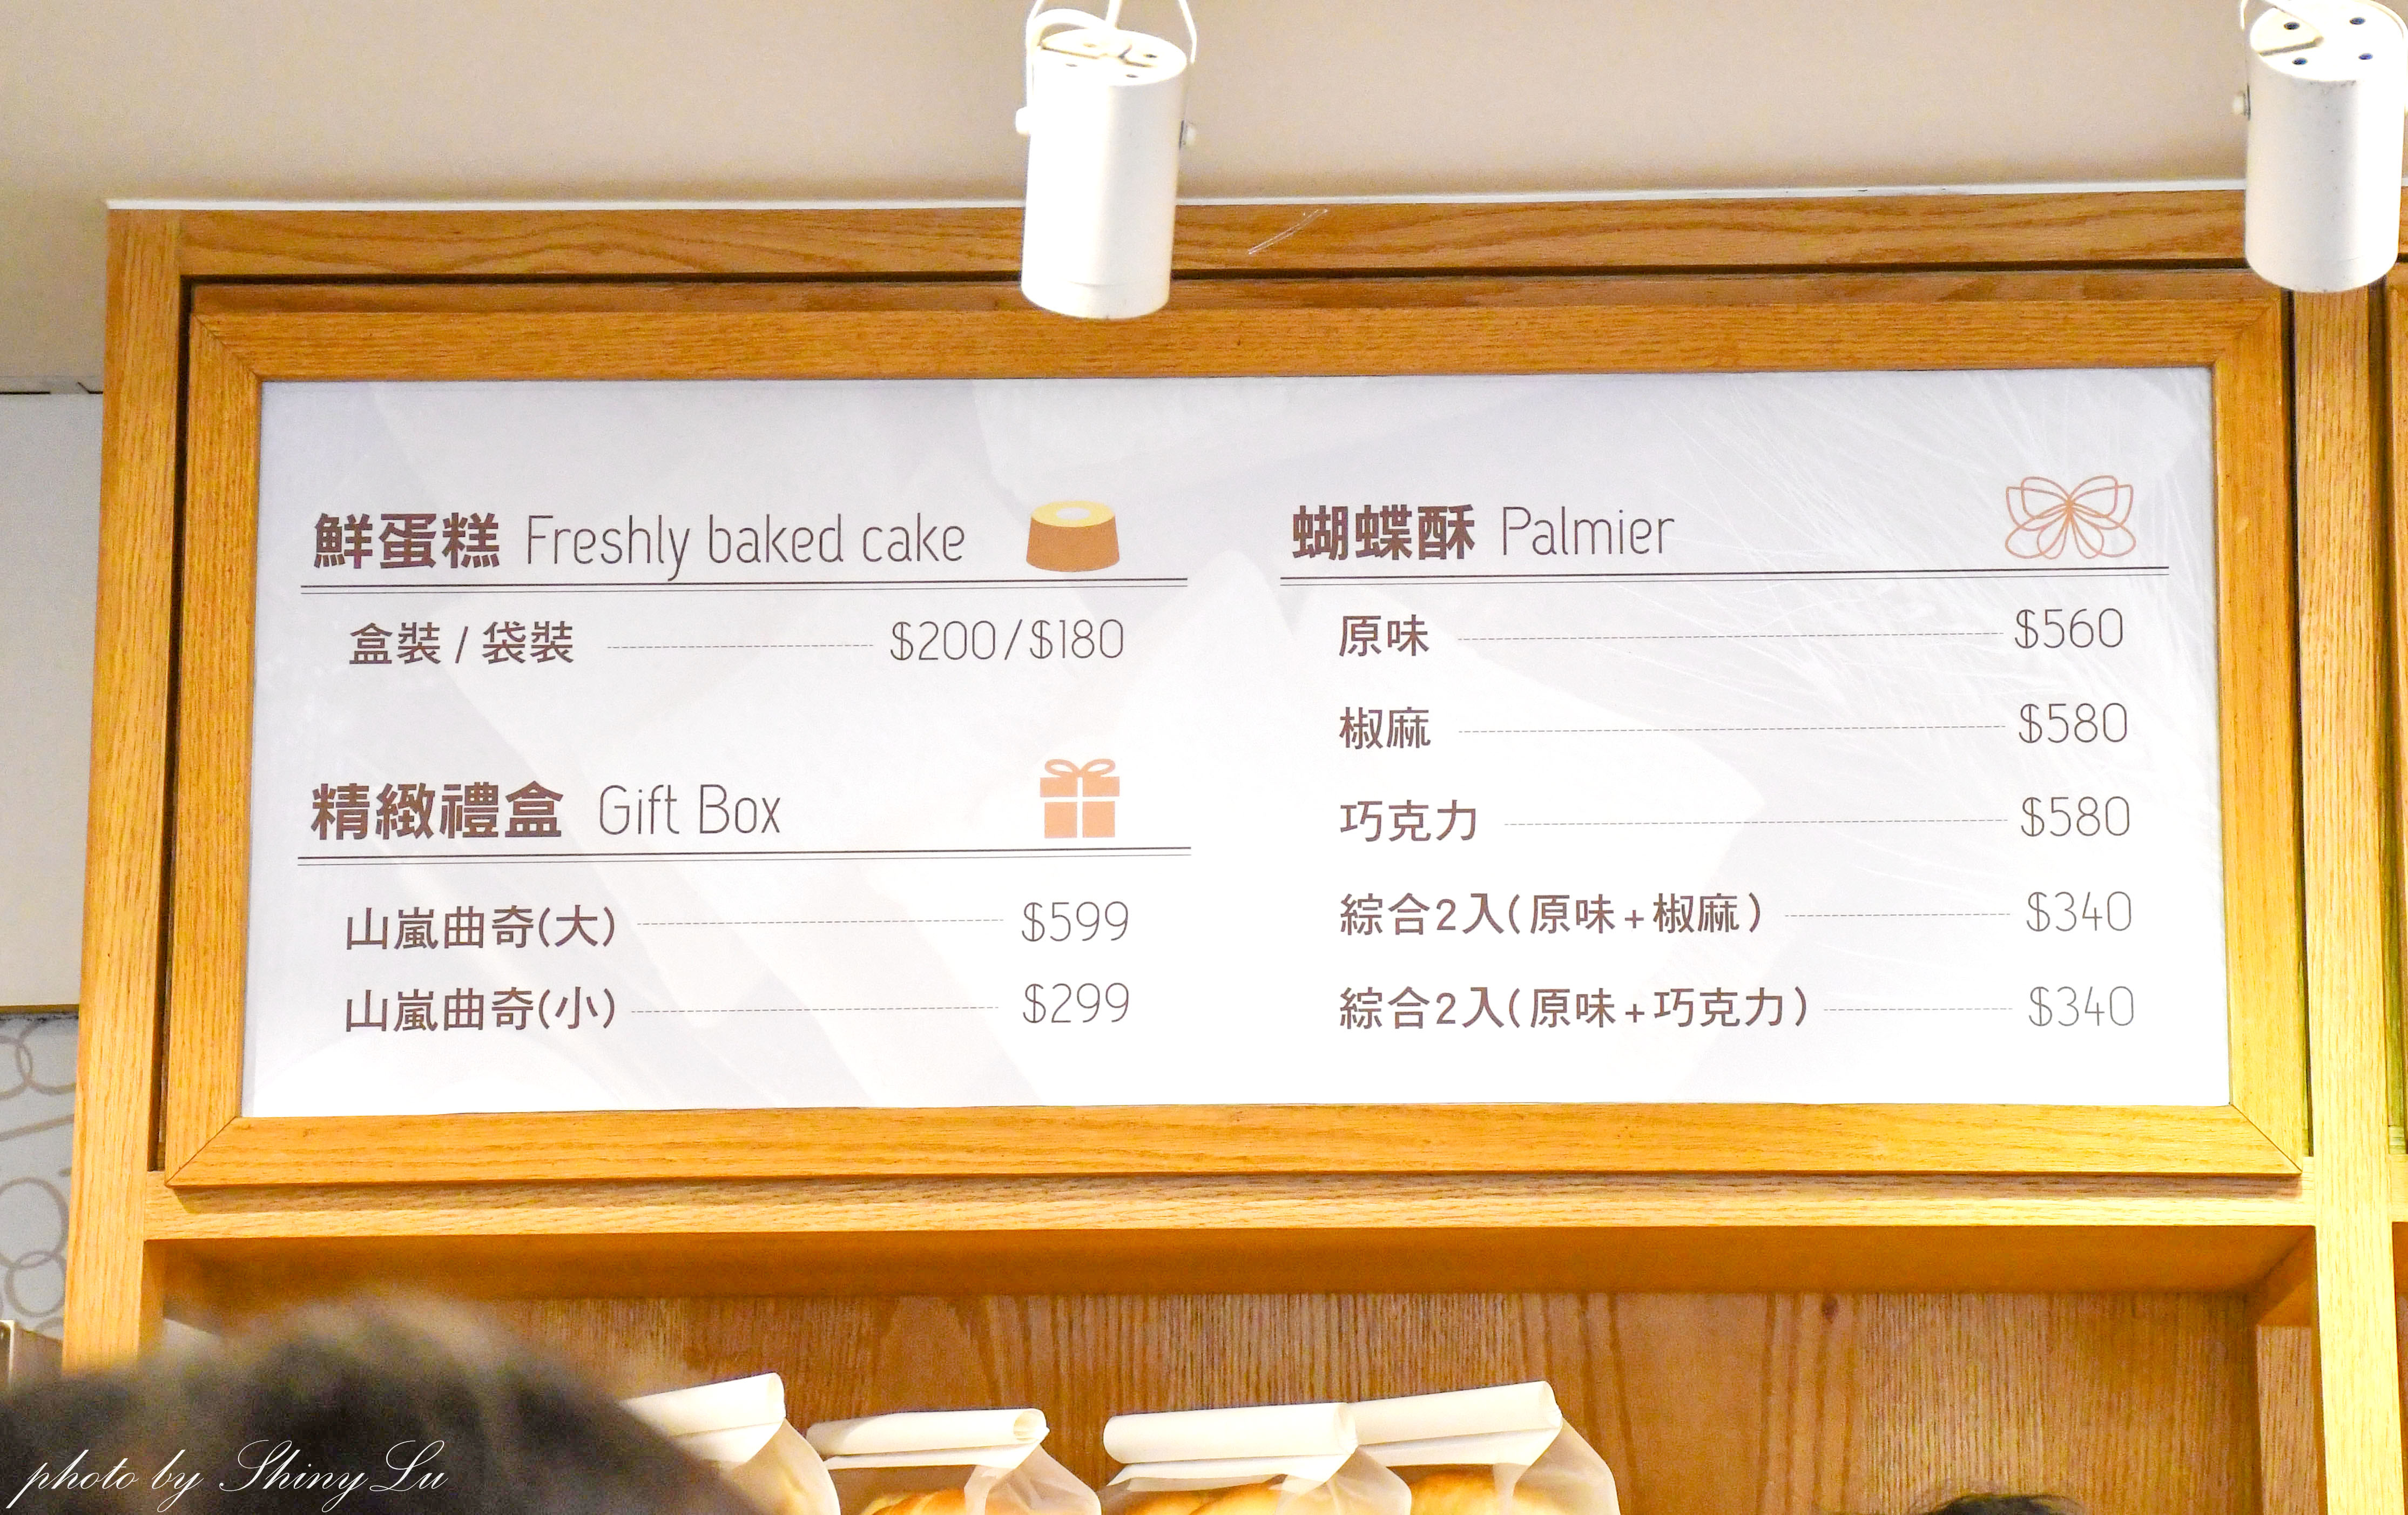 鮮蛋糕 Freshly baked cake
盒裝 / 袋裝 $200/$180
精緻禮盒 Gift Box
山嵐曲奇(大) $599
山嵐曲奇(小) $299
蝴蝶酥 Palmier
原味 $560
椒麻 $580
巧克力 $580
綜合2入(原味+椒麻) $340
綜合2入(原味+巧克力) $340
photo by Shiny Lu